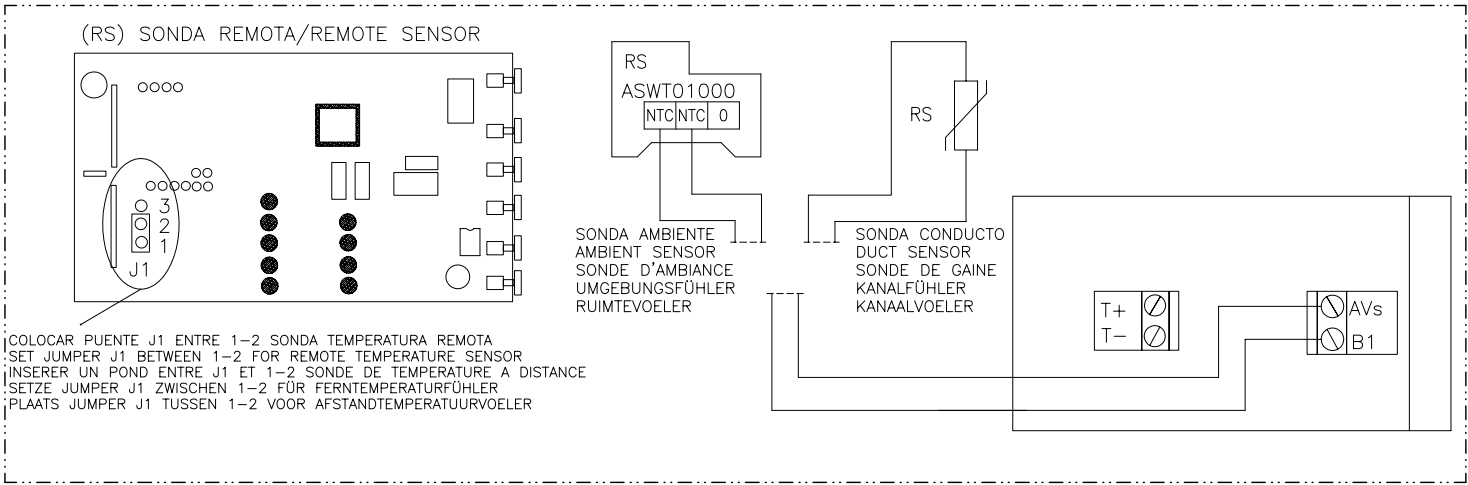 (RS) SONDA REMOTA/REMOTE SENSOR
3
2
1
J1
COLOCAR PUENTE J1 ENTRE 1-2 SONDA TEMPERATURA REMOTA
SET JUMPER J1 BETWEEN 1-2 FOR REMOTE TEMPERATURE SENSOR
INSERER UN POND ENTRE J1 ET 1-2 SONDE DE TEMPERATURE A DISTANCE
SETZE JUMPER J1 ZWISCHEN 1-2 FÜR FERNTEMPERATURFÜHLER
PLAATS JUMPER J1 TUSSEN 1-2 VOOR AFSTANDTEMPERATUURVOELER
RS
ASWT01000
NTC NTC 0
SONDA AMBIENTE
AMBIENT SENSOR
SONDE D'AMBIANCE
UMGEBUNGSFÜHLER
RUIMTEVOELER
RS
SONDA CONDUCTO
DUCT SENSOR
SONDE DE GAINE
KANALFÜHLER
KANAALVOELER
T+
T-
AVs
B1